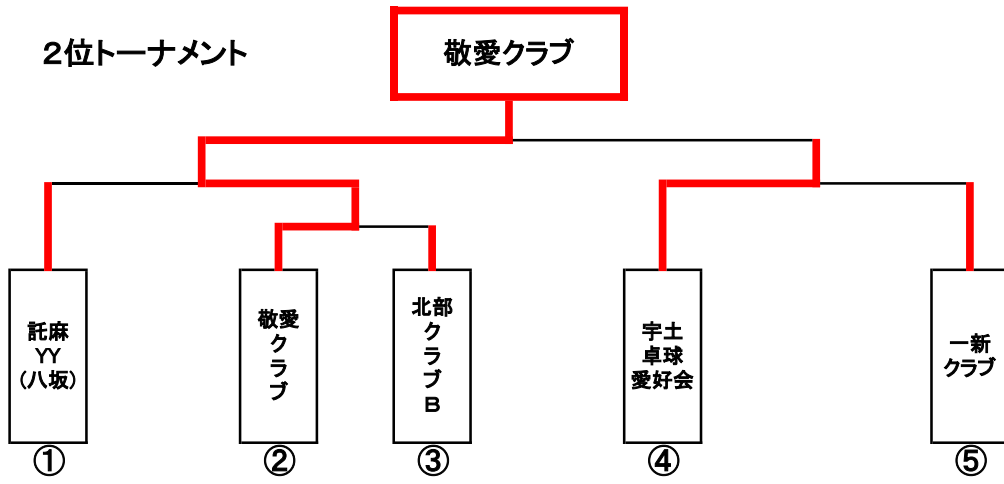 ２位トーナメント
敬愛クラブ
託麻
YY
(八坂)
敬愛
ク
ラ
ブ
北部
ク
ラ
ブ
Ｂ
宇土
卓球
愛好会
一新
クラブ
①
②
③
④
⑤